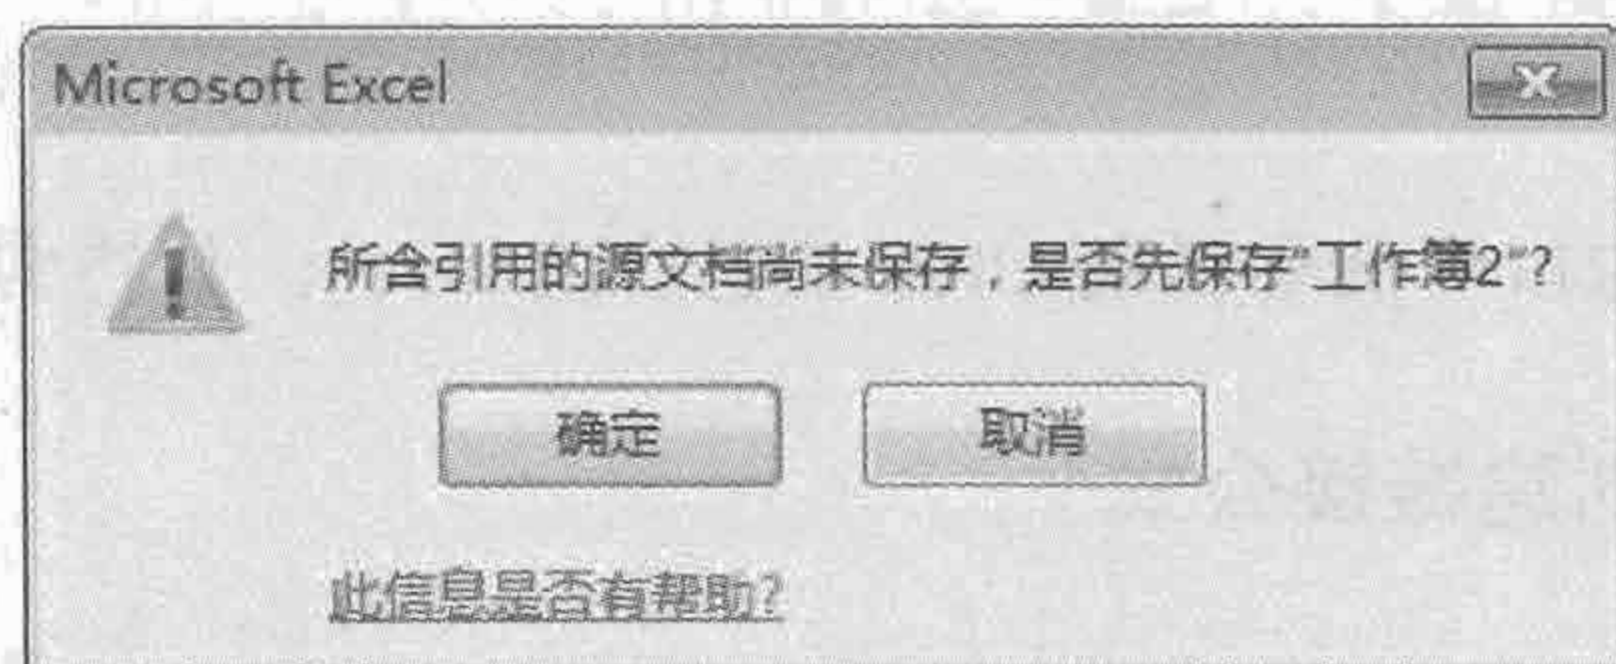 Microsoft Excel
所含引用的源文档尚未保存，是否先保存"工作簿2"?
确定
取消
此信息是否有帮助?